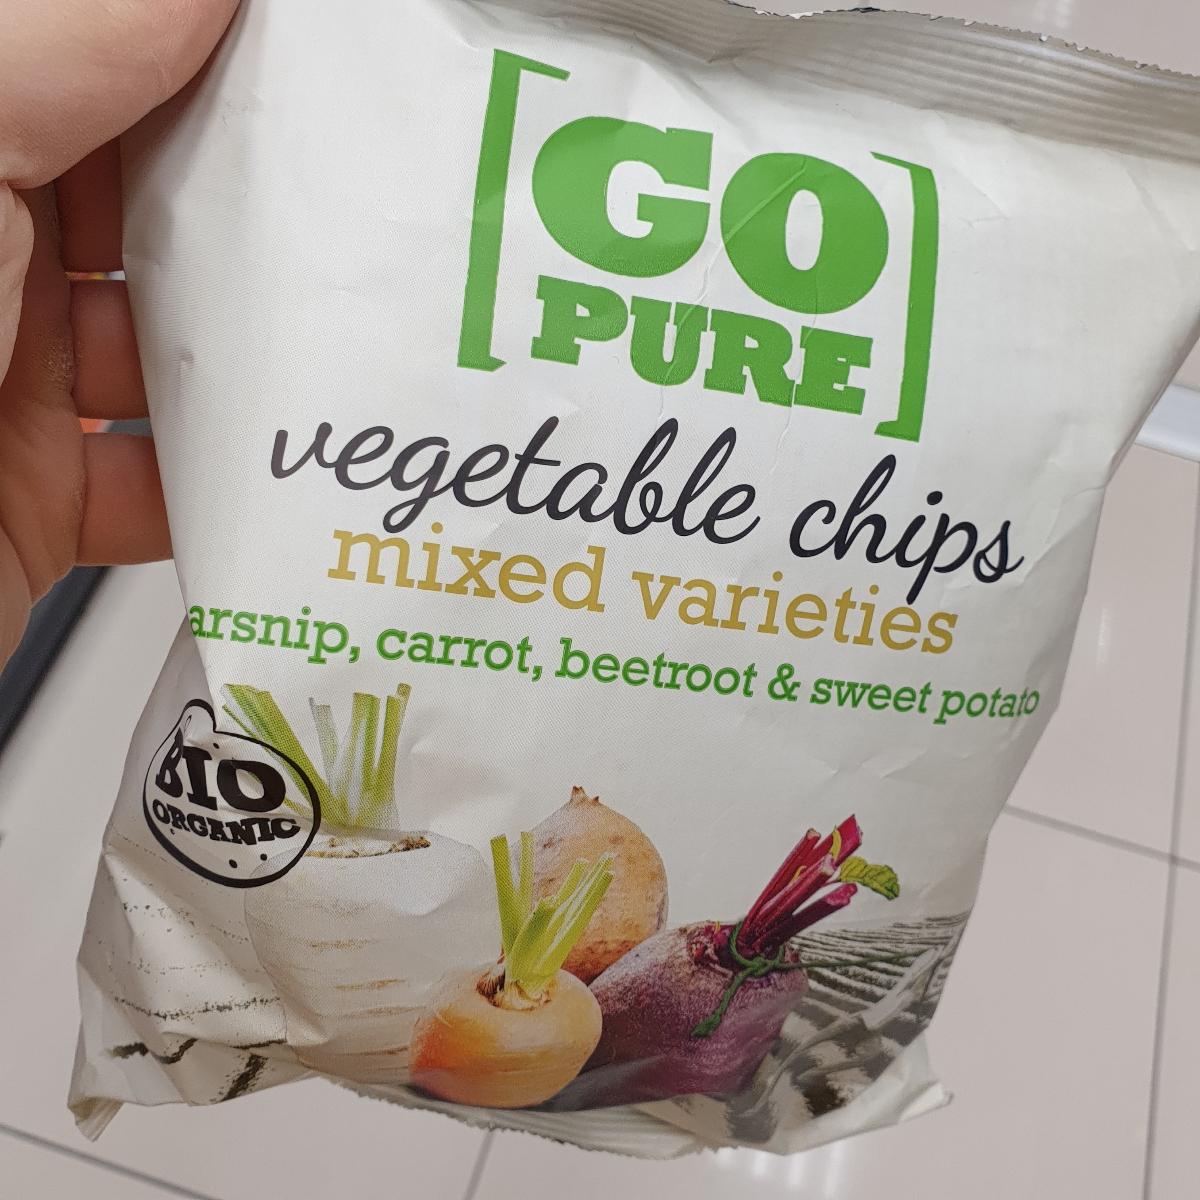 GO
PURE
vegetable chips
mixed varieties
arsnip, carrot, beetroot & sweet potato
BIO
ORGANIC